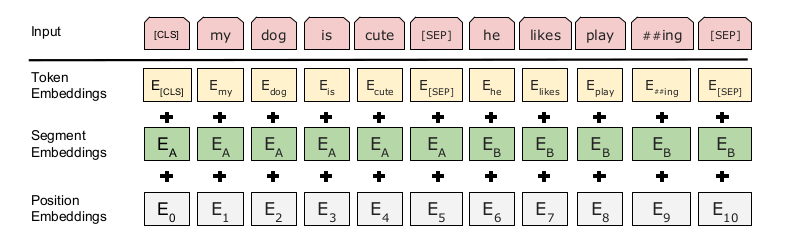 Input [CLS] my dog is cute [SEP] he likes play ##ing [SEP]
Token
Embeddings E[CLS] Emy Edog Eis Ecute E[SEP] Ehe Elikes Eplay E##ing E[SEP]
+ + + + + + + + + + +
Segment
Embeddings EA EA EA EA EA EA EB EB EB EB EB
+ + + + + + + + + + +
Position
Embeddings E0 E1 E2 E3 E4 E5 E6 E7 E8 E9 E10